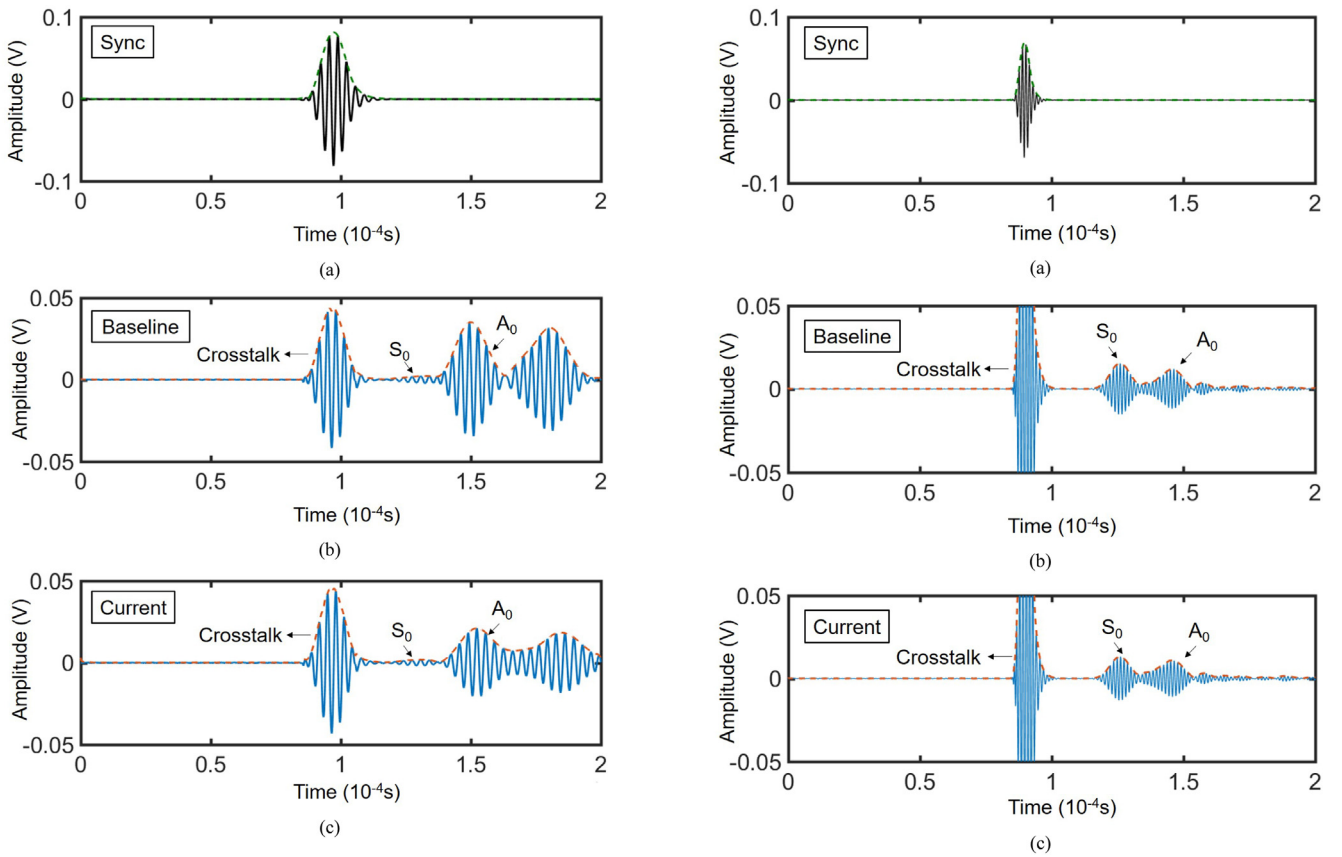 0.1
Sync
Amplitude (V)
0
-0.1
0 0.5 1 1.5 2
Time (10-4s)
(a)
0.05
Baseline
Amplitude (V)
Crosstalk
S0
A0
0
-0.05
0 0.5 1 1.5 2
Time (10-4s)
(b)
0.05
Current
Amplitude (V)
Crosstalk
S0
A0
0
-0.05
0 0.5 1 1.5 2
Time (10-4s)
(c)
0.1
Sync
Amplitude (V)
0
-0.1
0 0.5 1 1.5 2
Time (10-4s)
(a)
0.05
Baseline
Amplitude (V)
Crosstalk
S0
A0
0
-0.05
0 0.5 1 1.5 2
Time (10-4s)
(b)
0.05
Current
Amplitude (V)
Crosstalk
S0
A0
0
-0.05
0 0.5 1 1.5 2
Time (10-4s)
(c)